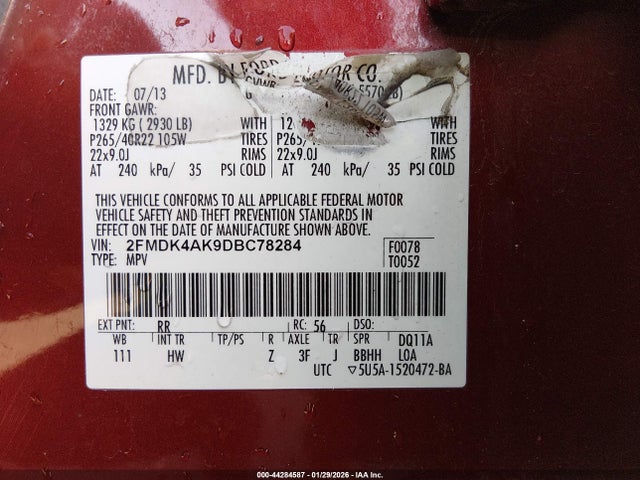 MFD. BY FORD MOTOR CO.
DATE: 07/13
FRONT GAWR:
1329 KG ( 2930 LB) WITH 12 WITH
P265/40R22 105W TIRES P265/ TIRES
22x9.0J RIMS 22x9.0J RIMS
AT 240 kPa/ 35 PSI COLD AT 240 kPa/ 35 PSI COLD
THIS VEHICLE CONFORMS TO ALL APPLICABLE FEDERAL MOTOR
VEHICLE SAFETY AND THEFT PREVENTION STANDARDS IN
EFFECT ON THE DATE OF MANUFACTURE SHOWN ABOVE.
VIN: 2FMDK4AK9DBC78284 F0078
TYPE: MPV T0052
EXT PNT: RR RC: 56 DSO:
WB INT TR TP/PS R AXLE TR SPR DQ11A
111 HW Z 3F J BBHH LOA
UTC ▽5U5A-1520472-BA
000-44284587 - 01/29/2026 - IAA Inc.